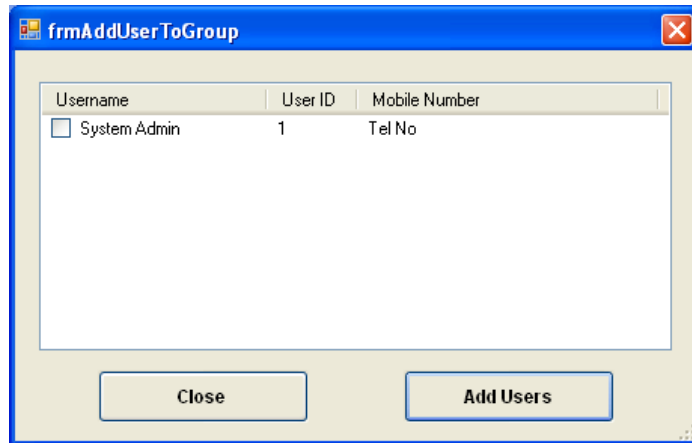 frmAddUserToGroup
Username User ID Mobile Number
System Admin 1 Tel No
Close Add Users